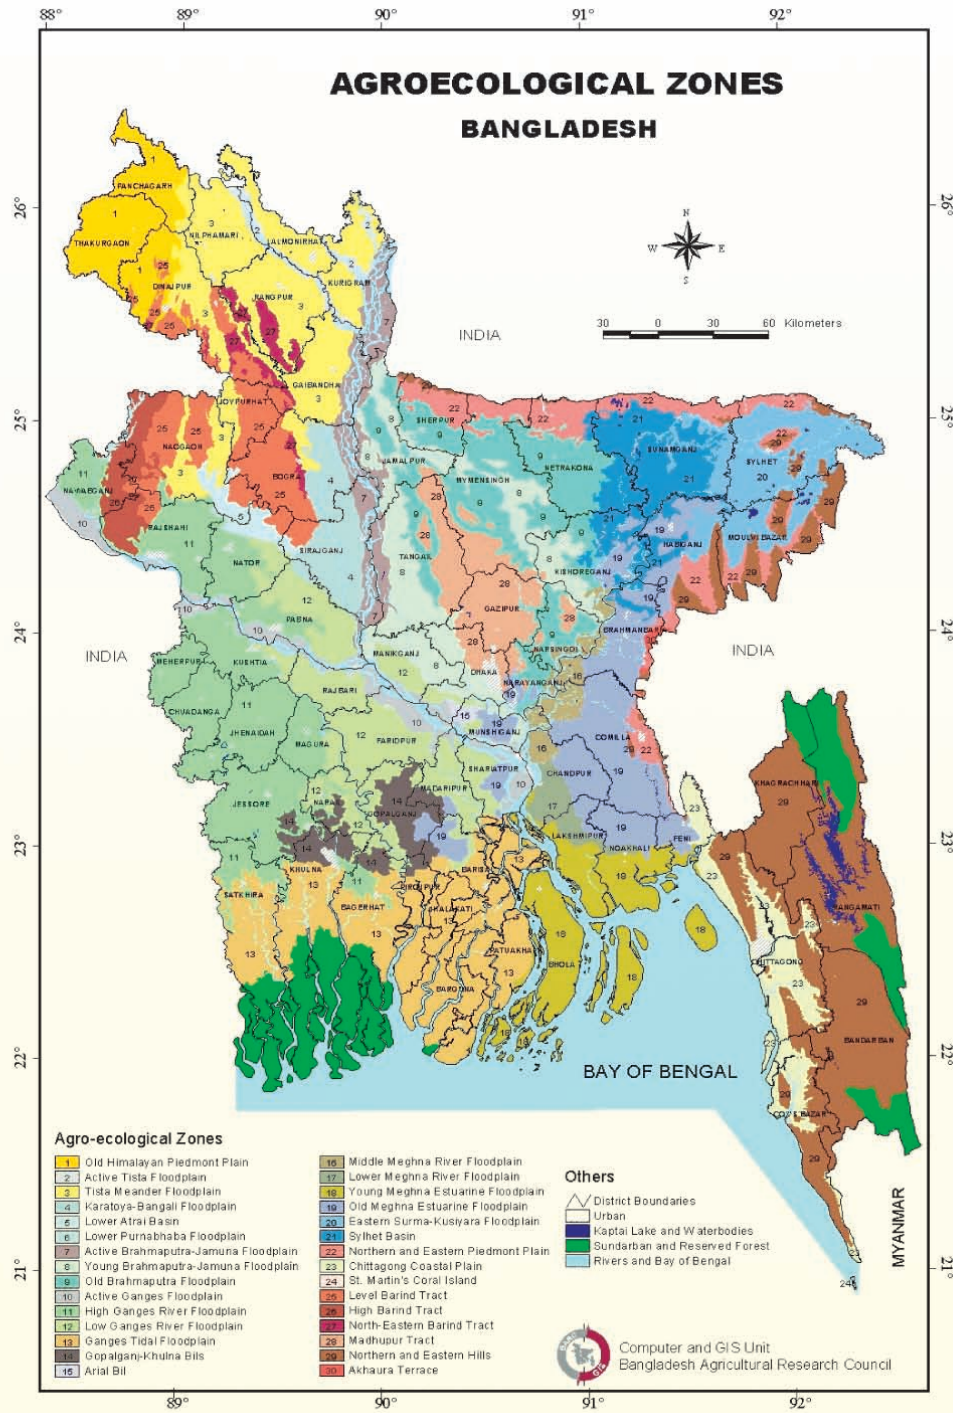 88° 89° 90° 91° 92°
AGROECOLOGICAL ZONES
BANGLADESH
26° 26°
N
W E
S
30 0 30 60 Kilometers
INDIA
PANCHAGARH
THAKURGAON
NILPHAMARI
LALMONIRHAT
DINAJPUR
RANGPUR
KURIGRAM
GAIBANDHA
25° 25°
JOYPURHAT
SHERPUR
NAOGAON
JAMALPUR
MYMENSINGH
NETRAKONA
SUNAMGANJ
SYLHET
BOGRA
NAWABGANJ
RAJSHAHI
SIRAJGANJ
TANGAIL
KISHOREGANJ
HABIGANJ
MOULVI BAZAR
NATOR
PABNA
GAZIPUR
24° 24°
INDIA
INDIA
BRAHMANBARIA
NARSINGDI
MANIKGANJ
DHAKA
NARAYANGANJ
MEHERPUR
KUSHTIA
RAJBARI
CHUADANGA
JHENAIDAH
MAGURA
FARIDPUR
MUNSHIGANJ
COMILLA
SHARIATPUR
CHANDPUR
MADARIPUR
JESSORE
NARAIL
GOPALGANJ
KHAGRACHHARI
23° 23°
LAKSHMIPUR
NOAKHALI
FENI
KHULNA
BARISAL
SATKHIRA
BAGERHAT
PIROJPUR
JHALAKATI
RANGAMATI
PATUAKHALI
BHOLA
CHITTAGONG
BARGUNA
BANDARBAN
22° 22°
BAY OF BENGAL
COX'S BAZAR
MYANMAR
Agro-ecological Zones
1 Old Himalayan Piedmont Plain
2 Active Tista Floodplain
3 Tista Meander Floodplain
4 Karatoya-Bangali Floodplain
5 Lower Atrai Basin
6 Lower Purnabhaba Floodplain
7 Active Brahmaputra-Jamuna Floodplain
8 Young Brahmaputra-Jamuna Floodplain
9 Old Brahmaputra Floodplain
10 Active Ganges Floodplain
11 High Ganges River Floodplain
12 Low Ganges River Floodplain
13 Ganges Tidal Floodplain
14 Gopalganj-Khulna Bils
15 Arial Bil
16 Middle Meghna River Floodplain
17 Lower Meghna River Floodplain
18 Young Meghna Estuarine Floodplain
19 Old Meghna Estuarine Floodplain
20 Eastern Surma-Kusiyara Floodplain
21 Sylhet Basin
22 Northern and Eastern Piedmont Plain
23 Chittagong Coastal Plain
24 St. Martin's Coral Island
25 Level Barind Tract
26 High Barind Tract
27 North-Eastern Barind Tract
28 Madhupur Tract
29 Northern and Eastern Hills
30 Akhaura Terrace
Others
District Boundaries
Urban
Kaptai Lake and Waterbodies
Sundarban and Reserved Forest
Rivers and Bay of Bengal
21° 21°
Computer and GIS Unit
Bangladesh Agricultural Research Council
89° 90° 91° 92°